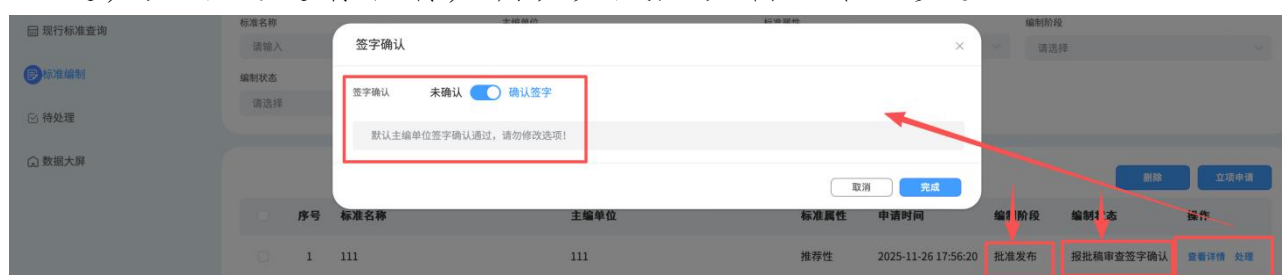 现行标准查询
标准编制
待处理
数据大屏
标准名称
主编单位
标准属性
编制阶段
请输入
请选择
编制状态
请选择
签字确认
签字确认 未确认 确认签字
默认主编单位签字确认通过，请勿修改选项！
取消 完成
删除 立项申请
序号 标准名称 主编单位 标准属性 申请时间 编制阶段 编制状态 操作
1 111 111 推荐性 2025-11-26 17:56:20 批准发布 报批稿审查签字确认 查看详情 处理